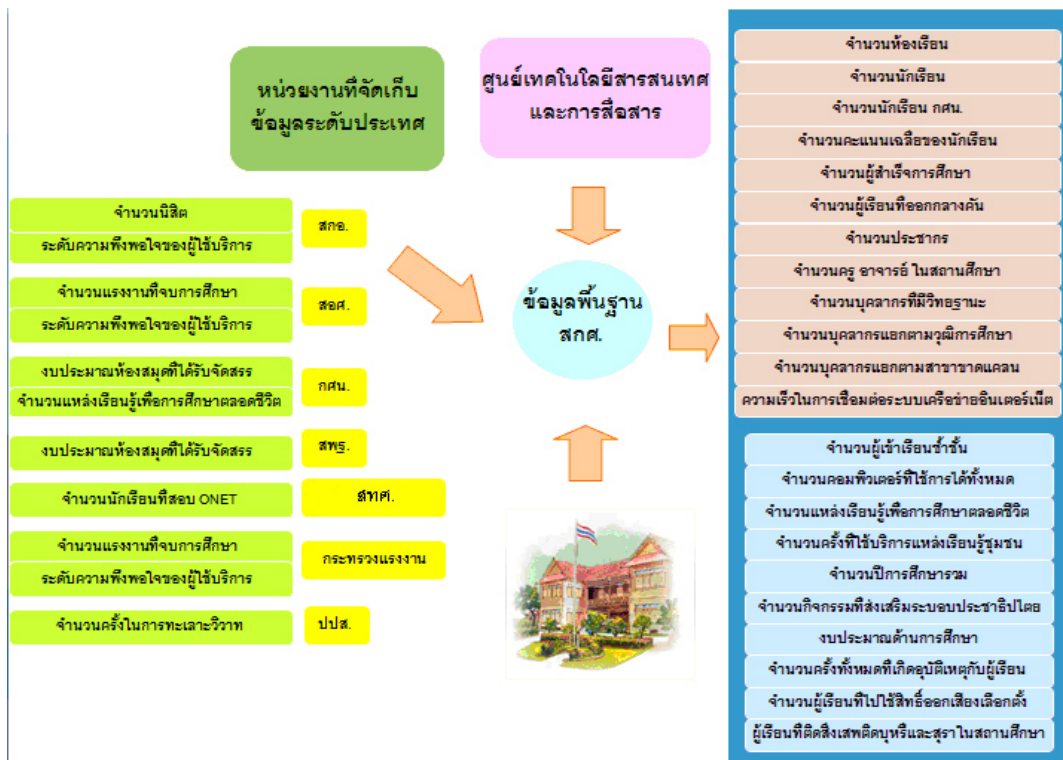 หน่วยงานที่จัดเก็บ
ข้อมูลระดับประเทศ
ศูนย์เทคโนโลยีสารสนเทศ
และการสื่อสาร
จำนวนนิสิต
ระดับความพึงพอใจของผู้ใช้บริการ
สกอ.
จำนวนแรงงานที่จบการศึกษา
ระดับความพึงพอใจของผู้ใช้บริการ
สอศ.
งบประมาณห้องสมุดที่ได้รับจัดสรร
จำนวนแหล่งเรียนรู้เพื่อการศึกษาตลอดชีวิต
กศน.
งบประมาณห้องสมุดที่ได้รับจัดสรร
สพฐ.
จำนวนนักเรียนที่สอบ ONET
สทศ.
จำนวนแรงงานที่จบการศึกษา
ระดับความพึงพอใจของผู้ใช้บริการ
กระทรวงแรงงาน
จำนวนครั้งในการทะเลาะวิวาท
ปปส.
ข้อมูลพื้นฐาน
สกศ.
จำนวนห้องเรียน
จำนวนนักเรียน
จำนวนนักเรียน กศน.
จำนวนคะแนนเฉลี่ยของนักเรียน
จำนวนผู้สำเร็จการศึกษา
จำนวนผู้เรียนที่ออกกลางคัน
จำนวนประชากร
จำนวนครู อาจารย์ ในสถานศึกษา
จำนวนบุคลากรที่มีวิทยฐานะ
จำนวนบุคลากรแยกตามวุฒิการศึกษา
จำนวนบุคลากรแยกตามสาขาขาดแคลน
ความเร็วในการเชื่อมต่อระบบเครือข่ายอินเตอร์เน็ต
จำนวนผู้เข้าเรียนซ้ำชั้น
จำนวนคอมพิวเตอร์ที่ใช้การได้ทั้งหมด
จำนวนแหล่งเรียนรู้เพื่อการศึกษาตลอดชีวิต
จำนวนครั้งที่ใช้บริการแหล่งเรียนรู้ชุมชน
จำนวนปีการศึกษารวม
จำนวนกิจกรรมที่ส่งเสริมระบอบประชาธิปไตย
งบประมาณด้านการศึกษา
จำนวนครั้งทั้งหมดที่เกิดอุบัติเหตุกับผู้เรียน
จำนวนผู้เรียนที่ไปใช้สิทธิ์ออกเสียงเลือกตั้ง
ผู้เรียนที่ติดสิ่งเสพติดบุหรี่และสุราในสถานศึกษา